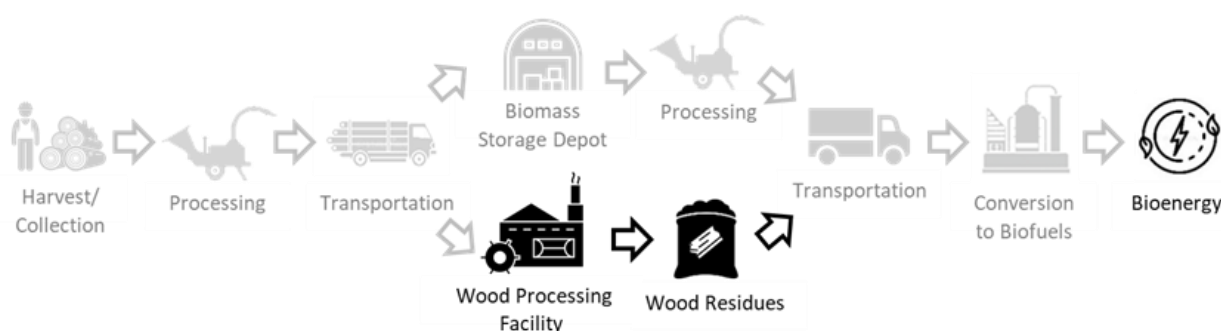 Harvest/
Collection
Processing
Transportation
Biomass
Storage Depot
Processing
Wood Processing
Facility
Wood Residues
Transportation
Conversion
to Biofuels
Bioenergy